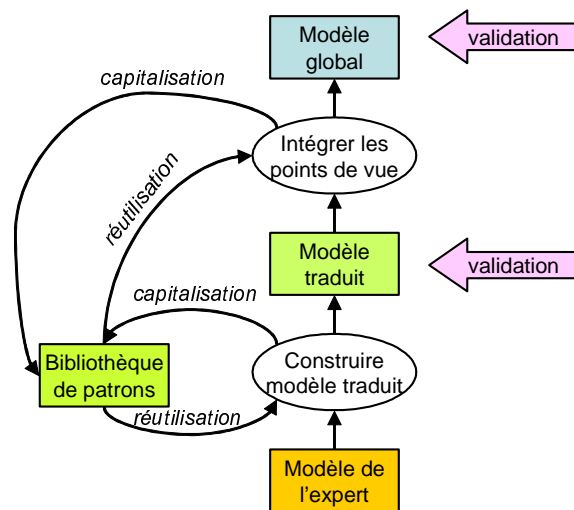 Modèle
global
validation
capitalisation
Intégrer les
points de vue
réutilisation
Modèle
traduit
validation
capitalisation
Bibliothèque
de patrons
Construire
modèle traduit
réutilisation
Modèle de
l'expert